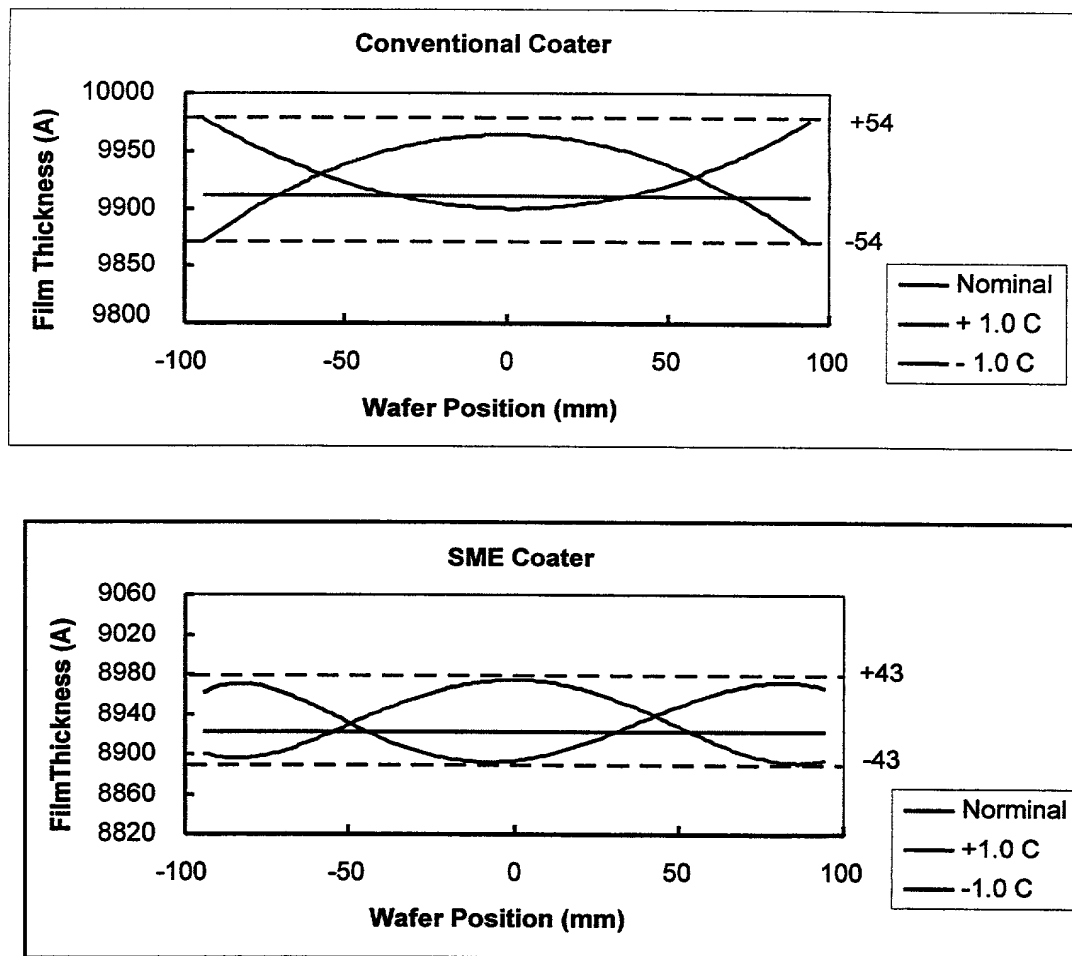 Conventional Coater
Film Thickness (A)
10000
9950
9900
9850
9800
+54
-54
-100
-50
0
50
100
Wafer Position (mm)
Nominal
+ 1.0 C
- 1.0 C
SME Coater
FilmThickness (A)
9060
9020
8980
8940
8900
8860
8820
+43
-43
-100
-50
0
50
100
Wafer Position (mm)
Norminal
+1.0 C
-1.0 C